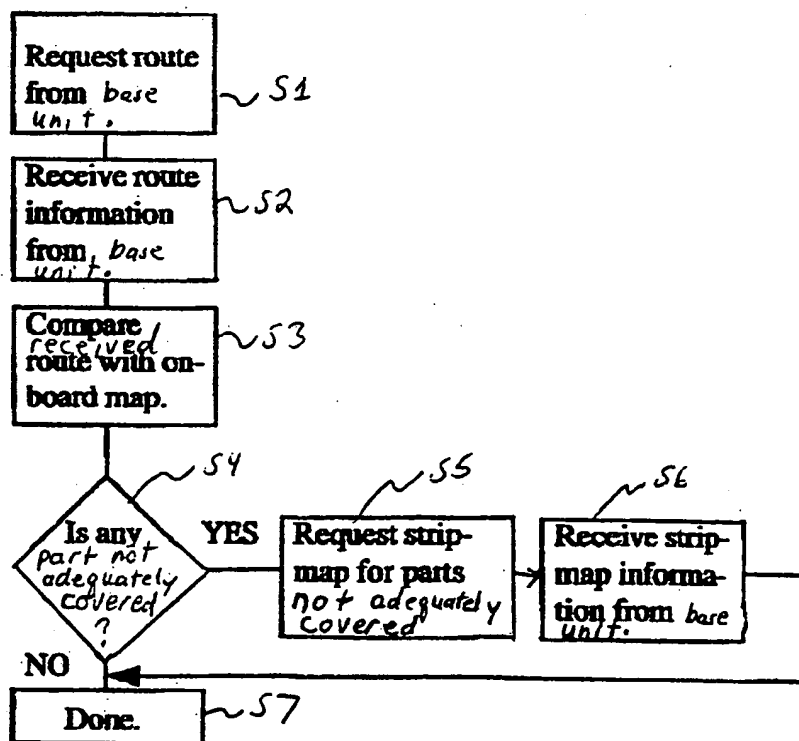 Request route
from base
unit.
S1
Receive route
information
from base
unit.
S2
Compare
received
route with on-
board map.
S3
S4
Is any
part not
adequately
covered
?
YES
S5
Request strip-
map for parts
not adequately
covered
S6
Receive strip-
map informa-
tion from base
unit.
NO
Done.
S7